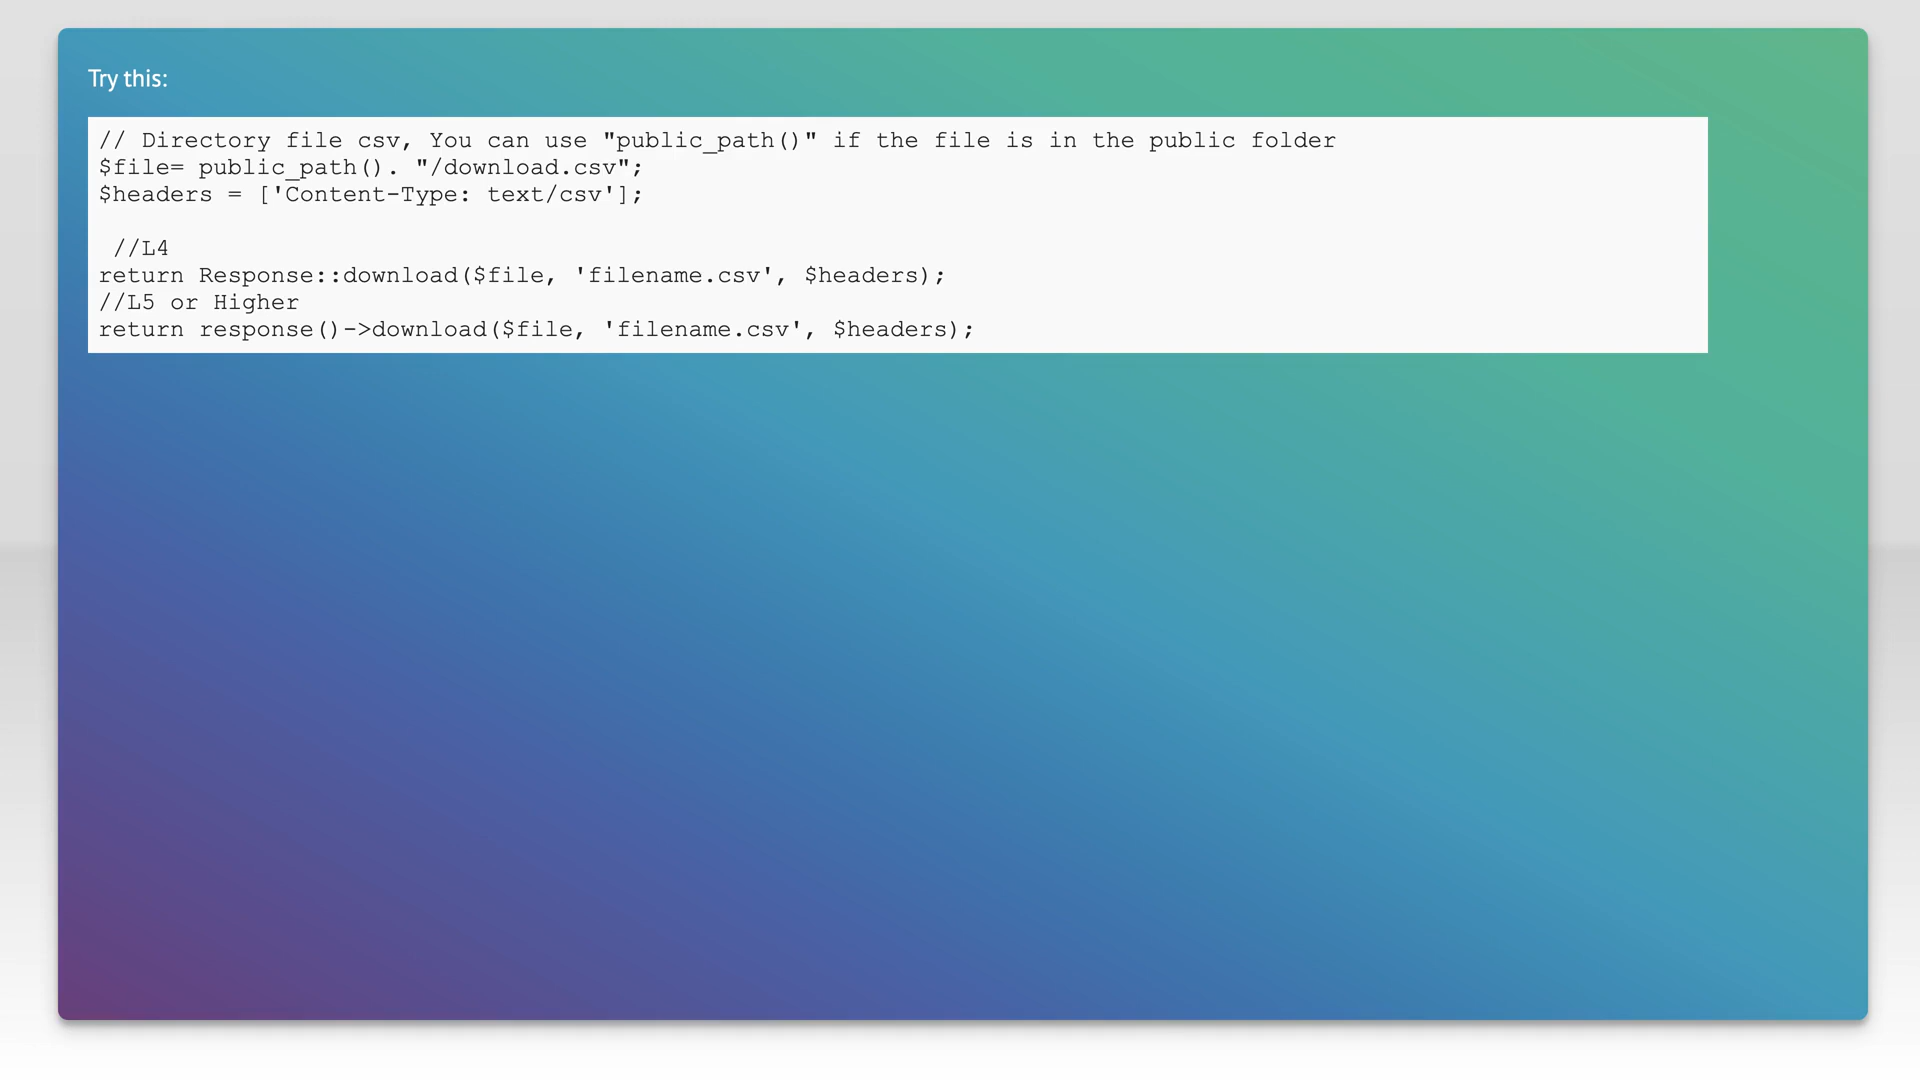 Try this:
// Directory file csv, You can use "public_path()" if the file is in the public folder
$file= public_path(). "/download.csv";
$headers = ['Content-Type: text/csv'];
//L4
return Response::download($file, 'filename.csv', $headers);
//L5 or Higher
return response()->download($file, 'filename.csv', $headers);